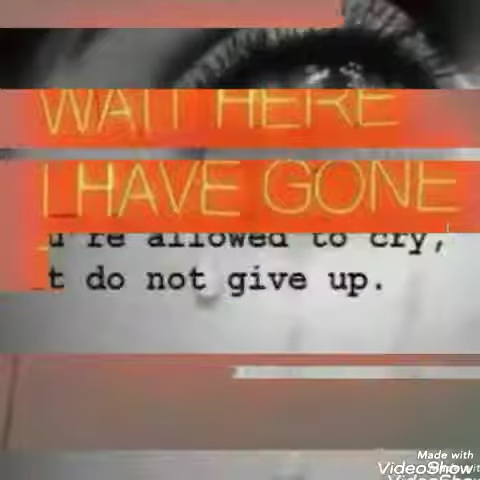 WAIT HERE
I HAVE GONE
u're allowed to cry,
t do not give up.
Made with
VideoShow